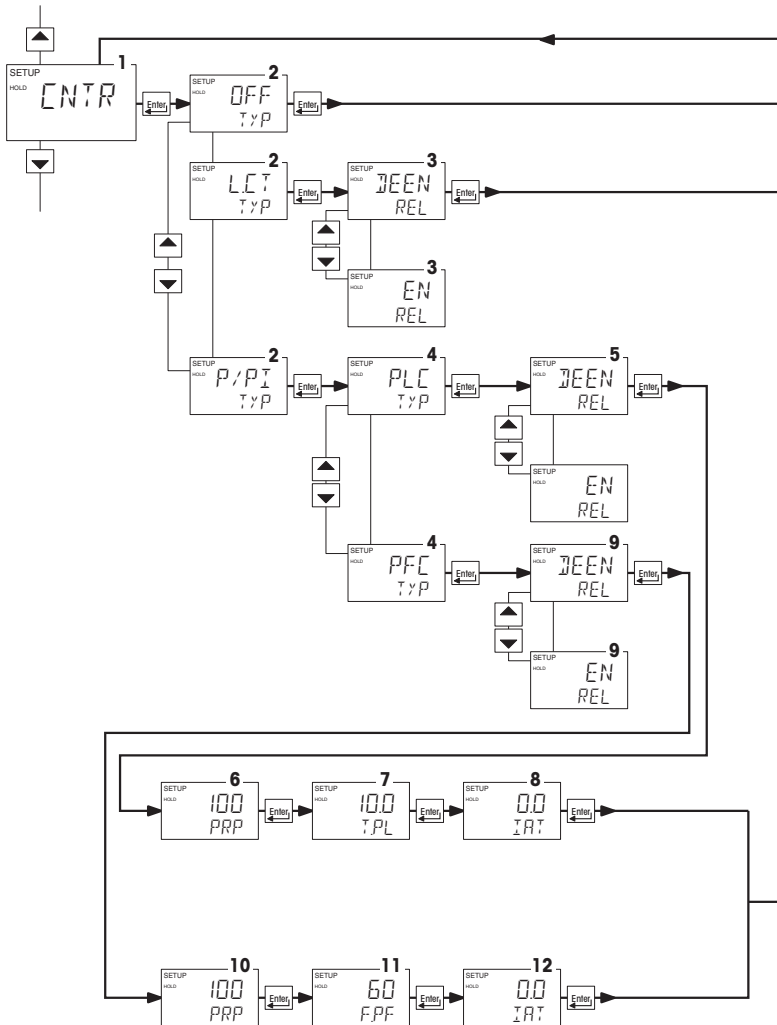 1
SETUP
HOLD
CNTR
Enter
2
SETUP
HOLD
OFF
TYP
Enter
2
SETUP
HOLD
L.CT
TYP
Enter
3
SETUP
HOLD
DEEN
REL
Enter
3
SETUP
HOLD
EN
REL
2
SETUP
HOLD
P/PI
TYP
Enter
4
SETUP
HOLD
PLC
TYP
Enter
5
SETUP
HOLD
DEEN
REL
Enter
SETUP
HOLD
EN
REL
4
SETUP
HOLD
PFC
TYP
Enter
9
SETUP
HOLD
DEEN
REL
Enter
9
SETUP
HOLD
EN
REL
6
SETUP
HOLD
100
PRP
Enter
7
SETUP
HOLD
10.0
T.PL
Enter
8
SETUP
HOLD
0.0
IAT
Enter
10
SETUP
HOLD
100
PRP
Enter
11
SETUP
HOLD
60
F.PF
Enter
12
SETUP
HOLD
0.0
IAT
Enter